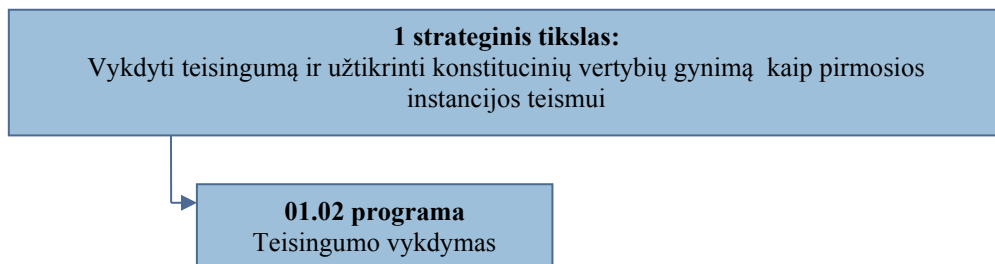 1 strateginis tikslas:
Vykdyti teisingumą ir užtikrinti konstitucinių vertybių gynimą kaip pirmosios
instancijos teismui
01.02 programa
Teisingumo vykdymas